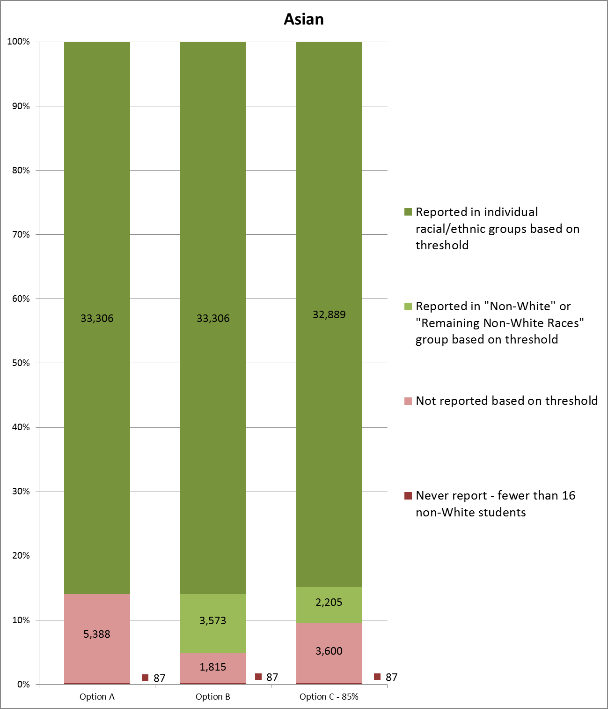 Asian
100%
90%
80%
70%
60%
50%
40%
30%
20%
10%
0%
33,306
33,306
32,889
5,388
3,573
2,205
1,815
3,600
87
87
87
Option A
Option B
Option C - 85%
Reported in individual
racial/ethnic groups based on
threshold
Reported in "Non-White" or
"Remaining Non-White Races"
group based on threshold
Not reported based on threshold
Never report - fewer than 16
non-White students